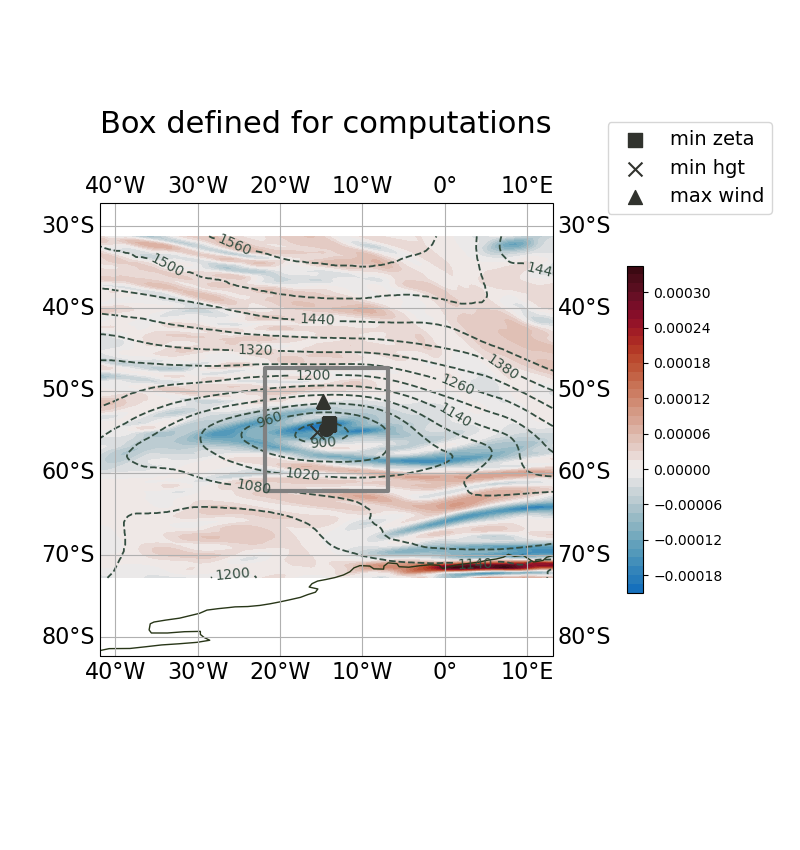 Box defined for computations
min zeta
min hgt
max wind
40°W 30°W 20°W 10°W 0° 10°E
30°S 30°S
40°S 40°S
50°S 50°S
60°S 60°S
70°S 70°S
80°S 80°S
40°W 30°W 20°W 10°W 0° 10°E
1560
1500
144
1440
1320
1380
1200
1260
960
1140
900
1020
1080
1140
1200
0.00030
0.00024
0.00018
0.00012
0.00006
0.00000
−0.00006
−0.00012
−0.00018